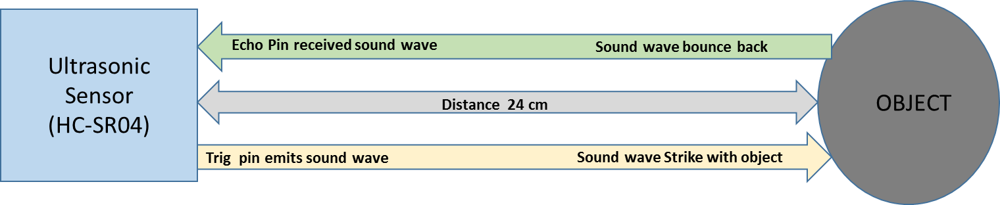 Ultrasonic
Sensor
(HC-SR04)
Echo Pin received sound wave
Sound wave bounce back
Distance 24 cm
OBJECT
Trig pin emits sound wave
Sound wave Strike with object